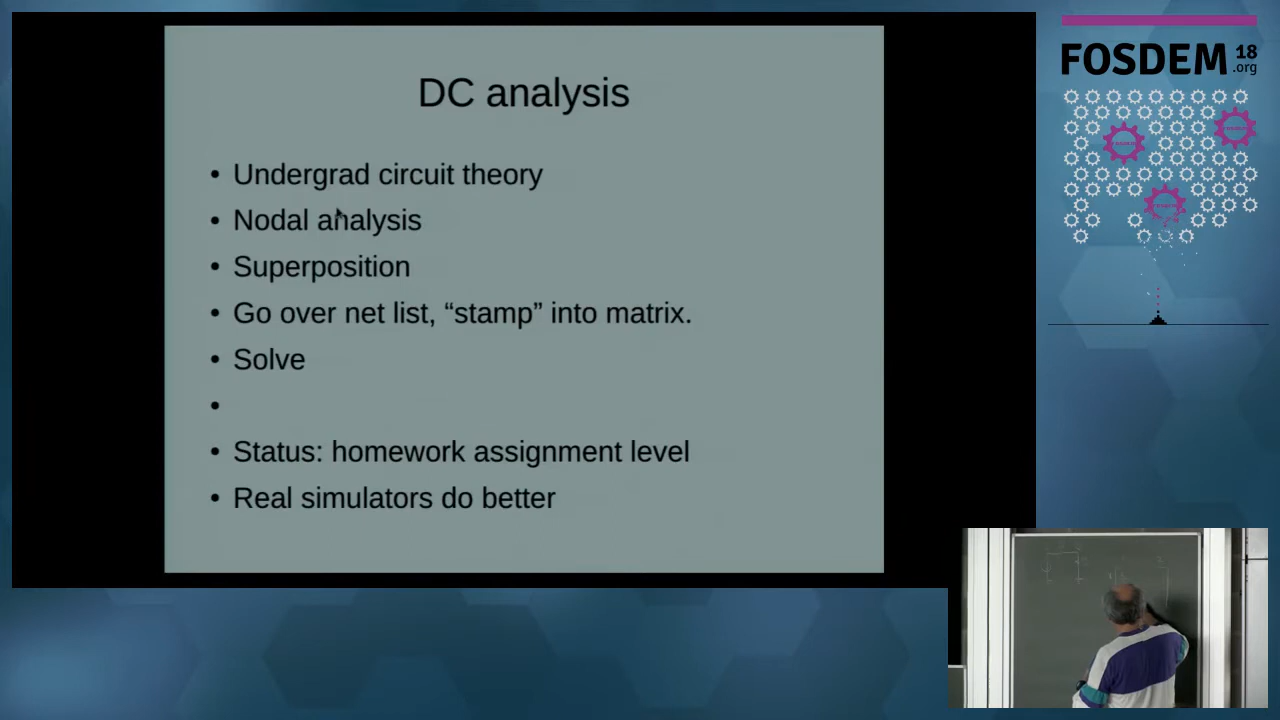 DC analysis
• Undergrad circuit theory
• Nodal analysis
• Superposition
• Go over net list, “stamp” into matrix.
• Solve
•
• Status: homework assignment level
• Real simulators do better
FOSDEM 18
.org